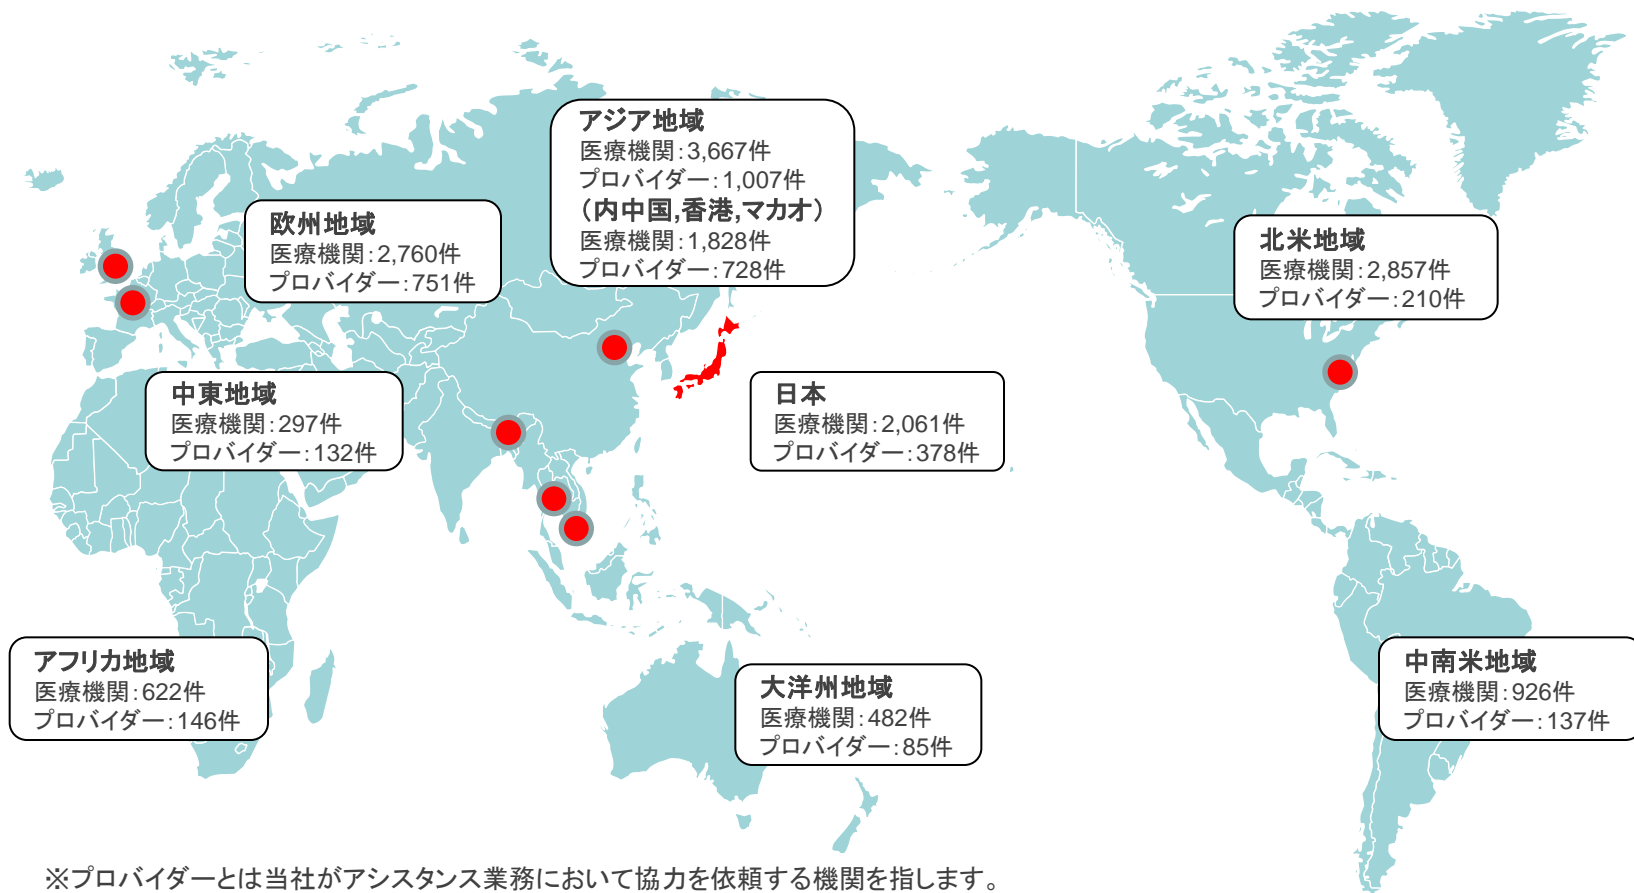 アジア地域
医療機関：3,667件
プロバイダー：1,007件
（内中国,香港,マカオ）
医療機関：1,828件
プロバイダー：728件
欧州地域
医療機関：2,760件
プロバイダー：751件
北米地域
医療機関：2,857件
プロバイダー：210件
中東地域
医療機関：297件
プロバイダー：132件
日本
医療機関：2,061件
プロバイダー：378件
アフリカ地域
医療機関：622件
プロバイダー：146件
大洋州地域
医療機関：482件
プロバイダー：85件
中南米地域
医療機関：926件
プロバイダー：137件
※プロバイダーとは当社がアシスタンス業務において協力を依頼する機関を指します。